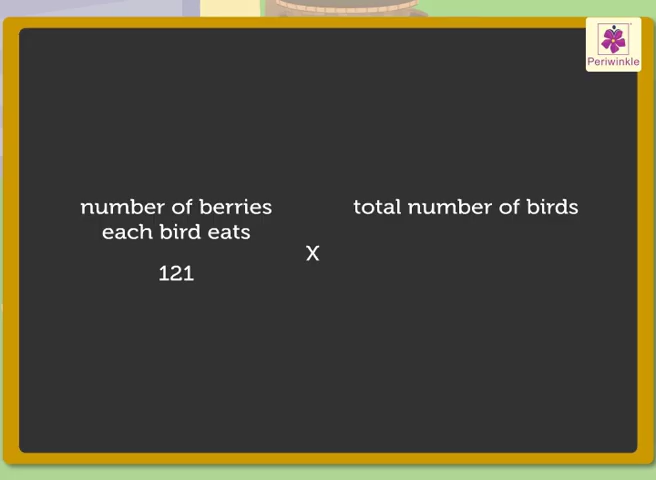 Periwinkle
number of berries
each bird eats
total number of birds
X
121